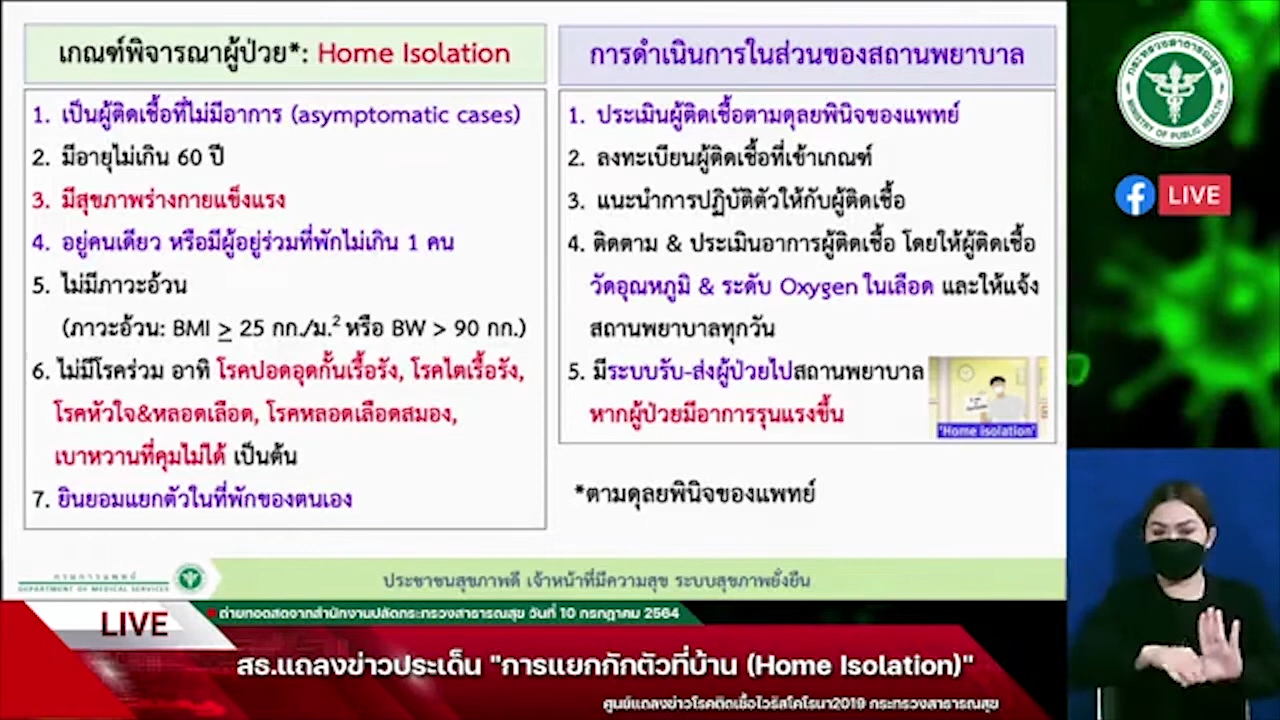 เกณฑ์พิจารณาผู้ป่วย*: Home Isolation
1. เป็นผู้ติดเชื้อที่ไม่มีอาการ (asymptomatic cases)
2. มีอายุไม่เกิน 60 ปี
3. มีสุขภาพร่างกายแข็งแรง
4. อยู่คนเดียว หรือมีผู้อยู่ร่วมที่พักไม่เกิน 1 คน
5. ไม่มีภาวะอ้วน
(ภาวะอ้วน: BMI ≥ 25 กก./ม.² หรือ BW > 90 กก.)
6. ไม่มีโรคร่วม อาทิ โรคปอดอุดกั้นเรื้อรัง, โรคไตเรื้อรัง,
โรคหัวใจ&หลอดเลือด, โรคหลอดเลือดสมอง,
เบาหวานที่คุมไม่ได้ เป็นต้น
7. ยินยอมแยกตัวในที่พักของตนเอง
การดำเนินการในส่วนของสถานพยาบาล
1. ประเมินผู้ติดเชื้อตามดุลยพินิจของแพทย์
2. ลงทะเบียนผู้ติดเชื้อที่เข้าเกณฑ์
3. แนะนำการปฏิบัติตัวให้กับผู้ติดเชื้อ
4. ติดตาม & ประเมินอาการผู้ติดเชื้อ โดยให้ผู้ติดเชื้อ
วัดอุณหภูมิ & ระดับ Oxygen ในเลือด และให้แจ้ง
สถานพยาบาลทุกวัน
5. มีระบบรับ-ส่งผู้ป่วยไปสถานพยาบาล
หากผู้ป่วยมีอาการรุนแรงขึ้น
'Home isolation'
*ตามดุลยพินิจของแพทย์
กรมการแพทย์
DEPARTMENT OF MEDICAL SERVICES
ประชาชนสุขภาพดี เจ้าหน้าที่มีความสุข ระบบสุขภาพยั่งยืน
กระทรวงสาธารณสุข
MINISTRY OF PUBLIC HEALTH
LIVE
LIVE
ถ่ายทอดสดจากสำนักงานปลัดกระทรวงสาธารณสุข วันที่ 10 กรกฎาคม 2564
สธ.แถลงข่าวประเด็น "การแยกกักตัวที่บ้าน (Home Isolation)"
ศูนย์แถลงข่าวโรคติดเชื้อไวรัสโคโรนา2019 กระทรวงสาธารณสุข